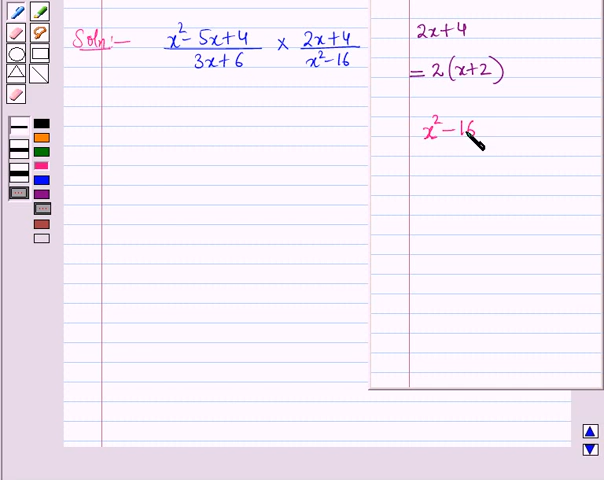 Soln:- x² - 5x + 4 / 3x + 6 × 2x + 4 / x² - 16
2x + 4
= 2(x + 2)
x² - 16